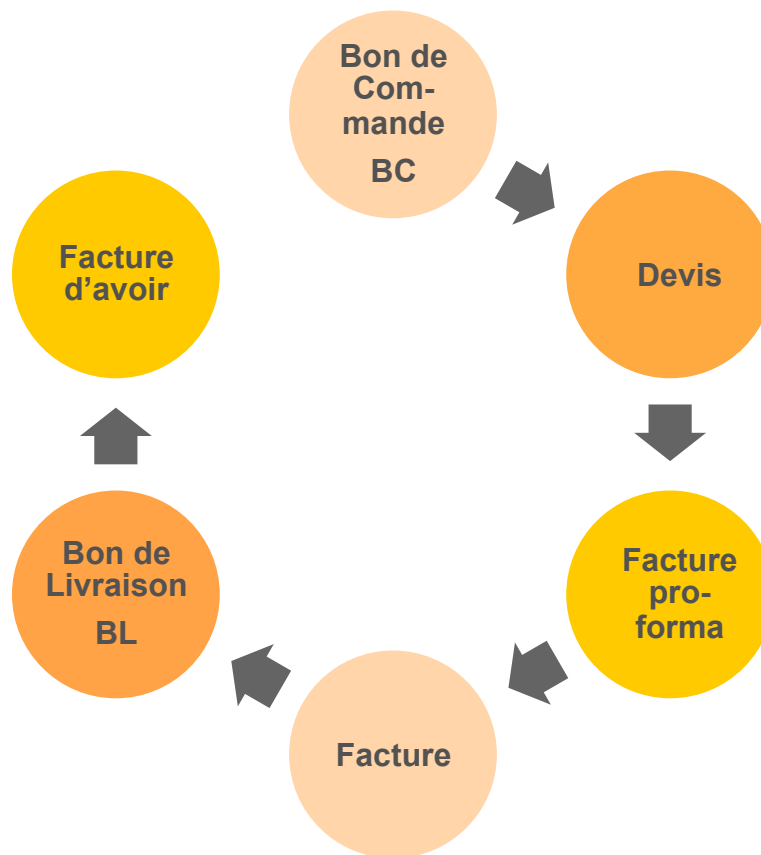 Bon de
Com-
mande
BC
Devis
Facture
pro-
forma
Facture
Bon de
Livraison
BL
Facture
d’avoir